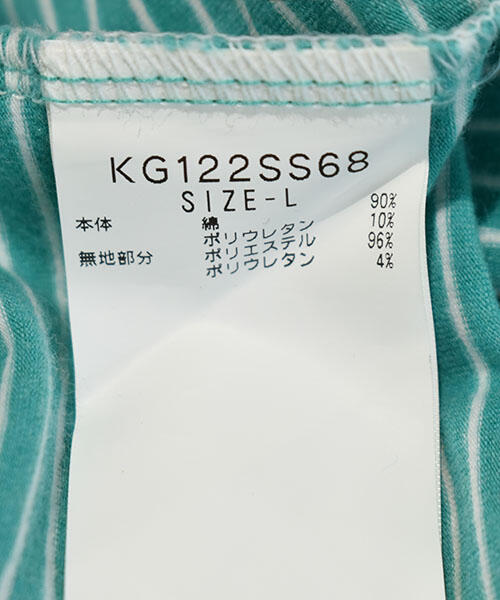 KG122SS68
SIZE-L
本体 綿 90%
ポリウレタン 10%
無地部分 ポリエステル 96%
ポリウレタン 4%